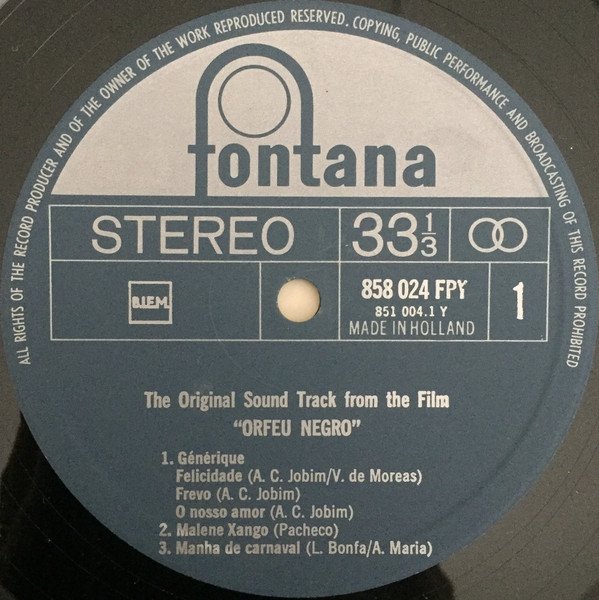 ALL RIGHTS OF THE RECORD PRODUCER AND OF THE OWNER OF THE WORK REPRODUCED RESERVED. COPYING, PUBLIC PERFORMANCE AND BROADCASTING OF THIS RECORD PROHIBITED
fontana
STEREO 33 1/3
B.I.E.M.
858 024 FPY
851 004.1 Y
MADE IN HOLLAND
1
The Original Sound Track from the Film
“ORFEU NEGRO”
1. Générique
Felicidade (A. C. Jobim/V. de Moreas)
Frevo (A. C. Jobim)
O nosso amor (A. C. Jobim)
2. Malene Xango (Pacheco)
3. Manha de carnaval (L. Bonfa/A. Maria)